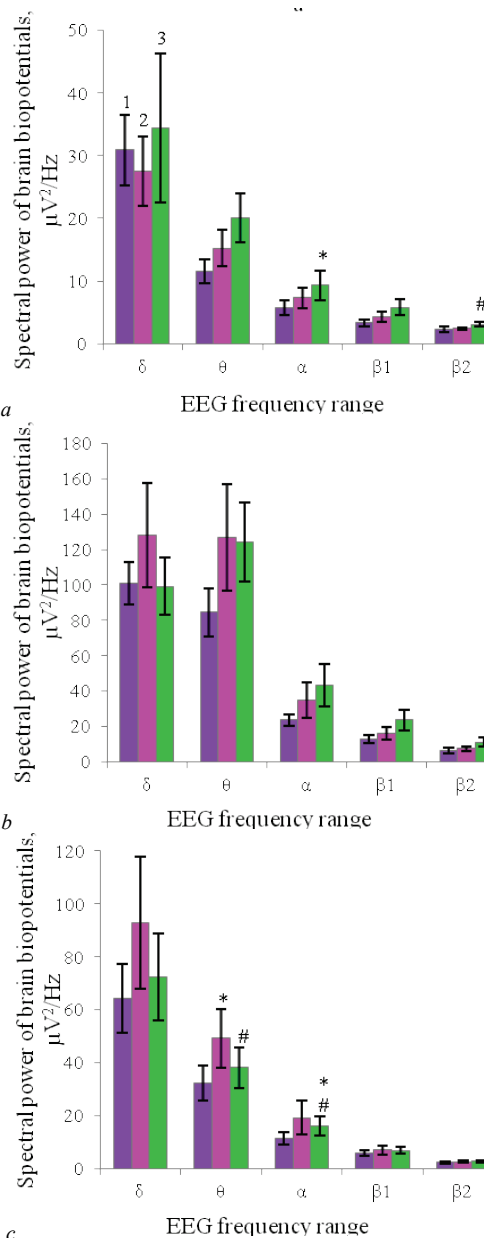 Spectral power of brain biopotentials,
µV²/Hz
50
40
30
20
10
0
1
2
3
*
#
δ θ α β1 β2
a
EEG frequency range
Spectral power of brain biopotentials,
µV²/Hz
180
160
140
120
100
80
60
40
20
0
δ θ α β1 β2
b
EEG frequency range
Spectral power of brain biopotentials,
µV²/Hz
120
100
80
60
40
20
0
*
#
*
#
δ θ α β1 β2
c
EEG frequency range